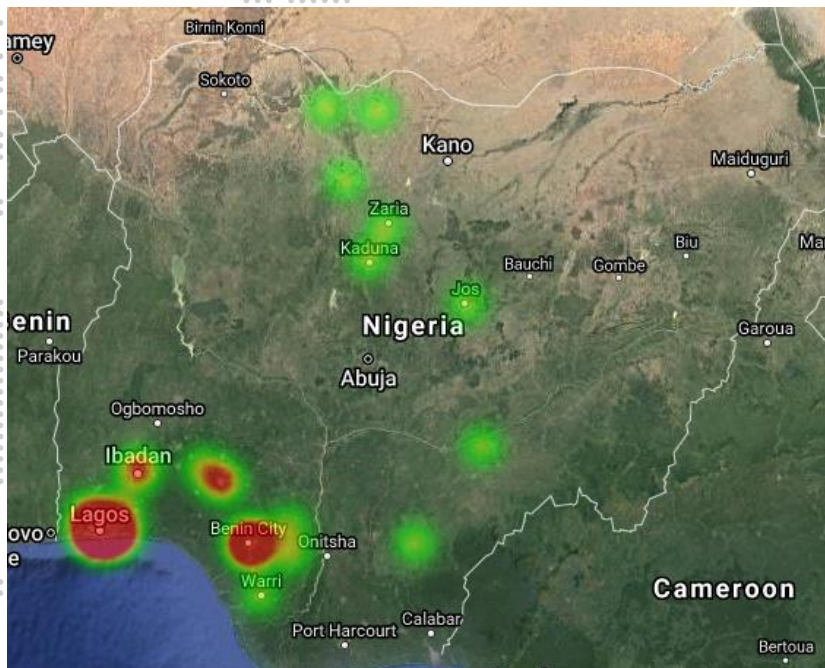 Birnin Konni
amey
Sokoto
Kano
Maiduguri
Zaria
Kaduna
Biu
Ma
Bauchi
Gombe
Jos
enin
Nigeria
Garoua
Parakou
Abuja
Ogbomosho
Ibadan
Lagos
Benin City
ovo
Onitsha
e
Warri
Cameroon
Calabar
Port Harcourt
Bertoua